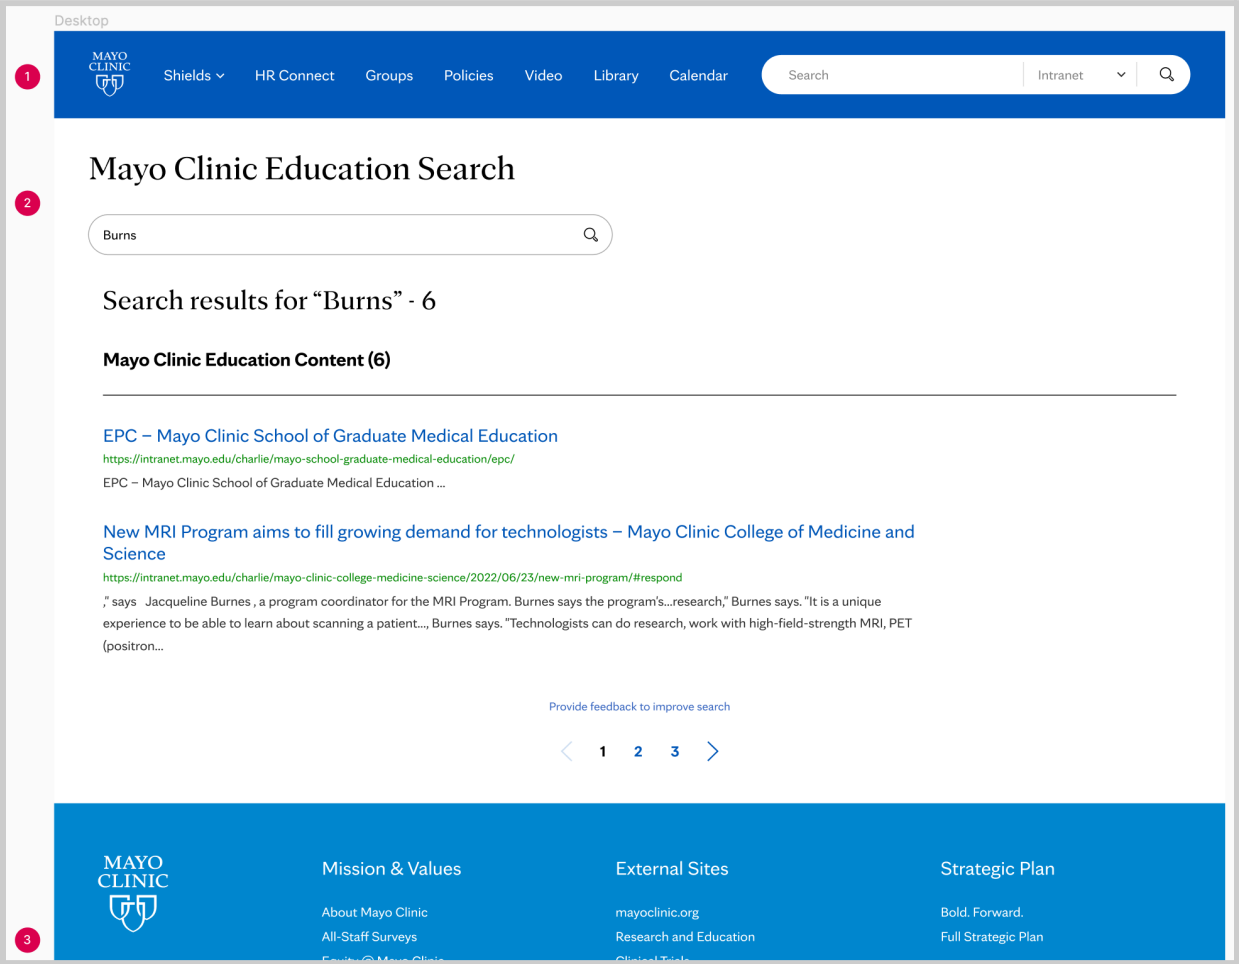 Desktop
1
MAYO
CLINIC
Shields
HR Connect
Groups
Policies
Video
Library
Calendar
Search
Intranet
Mayo Clinic Education Search
2
Burns
Search results for “Burns” - 6
Mayo Clinic Education Content (6)
EPC – Mayo Clinic School of Graduate Medical Education
https://intranet.mayo.edu/charlie/mayo-school-graduate-medical-education/epc/
EPC – Mayo Clinic School of Graduate Medical Education ...
New MRI Program aims to fill growing demand for technologists – Mayo Clinic College of Medicine and
Science
https://intranet.mayo.edu/charlie/mayo-clinic-college-medicine-science/2022/06/23/new-mri-program/#respond
," says Jacqueline Burnes , a program coordinator for the MRI Program. Burnes says the program's...research," Burnes says. "It is a unique
experience to be able to learn about scanning a patient..., Burnes says. "Technologists can do research, work with high-field-strength MRI, PET
(positron...
Provide feedback to improve search
1 2 3
MAYO
CLINIC
Mission & Values
External Sites
Strategic Plan
About Mayo Clinic
mayoclinic.org
Bold. Forward.
3
All-Staff Surveys
Research and Education
Full Strategic Plan
Equity @ Mayo Clinic
Clinical Trials